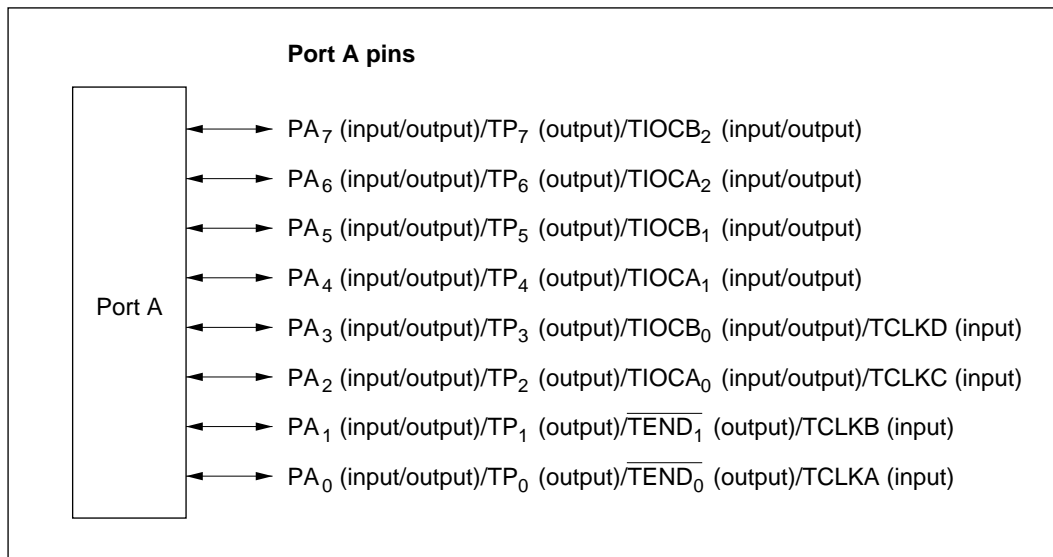 Port A pins
PA7 (input/output)/TP7 (output)/TIOCB2 (input/output)
PA6 (input/output)/TP6 (output)/TIOCA2 (input/output)
PA5 (input/output)/TP5 (output)/TIOCB1 (input/output)
PA4 (input/output)/TP4 (output)/TIOCA1 (input/output)
Port A
PA3 (input/output)/TP3 (output)/TIOCB0 (input/output)/TCLKD (input)
PA2 (input/output)/TP2 (output)/TIOCA0 (input/output)/TCLKC (input)
PA1 (input/output)/TP1 (output)/T̅E̅N̅D̅1̅ (output)/TCLKB (input)
PA0 (input/output)/TP0 (output)/T̅E̅N̅D̅0̅ (output)/TCLKA (input)